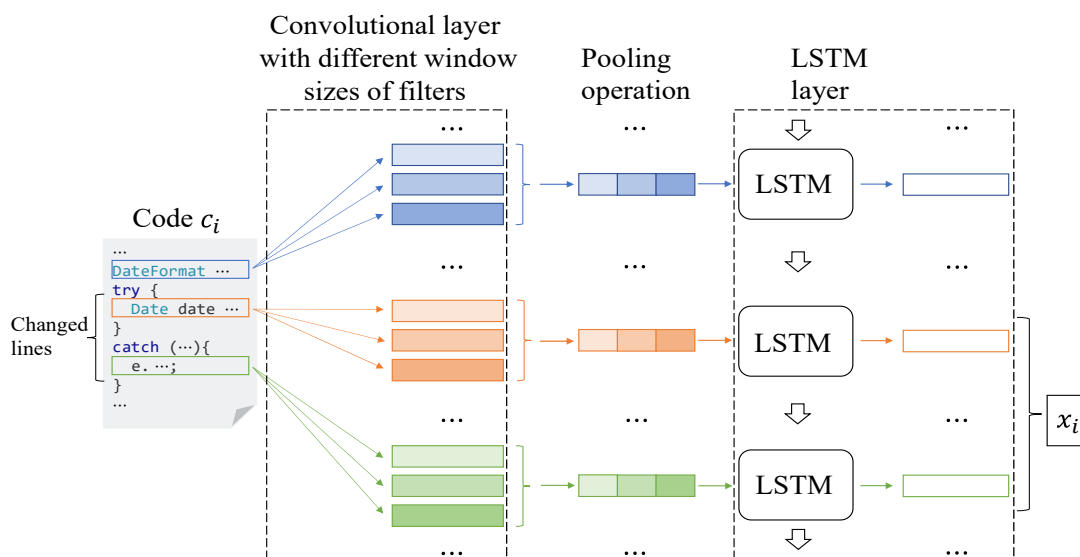 Convolutional layer
with different window
sizes of filters
Pooling
operation
LSTM
layer
...
...
...
LSTM
Code c_i
...
DateFormat ...
try {
Date date ...
}
catch (...){
e. ...;
}
...
Changed
lines
...
...
...
LSTM
...
...
...
x_i
LSTM
...
...
...